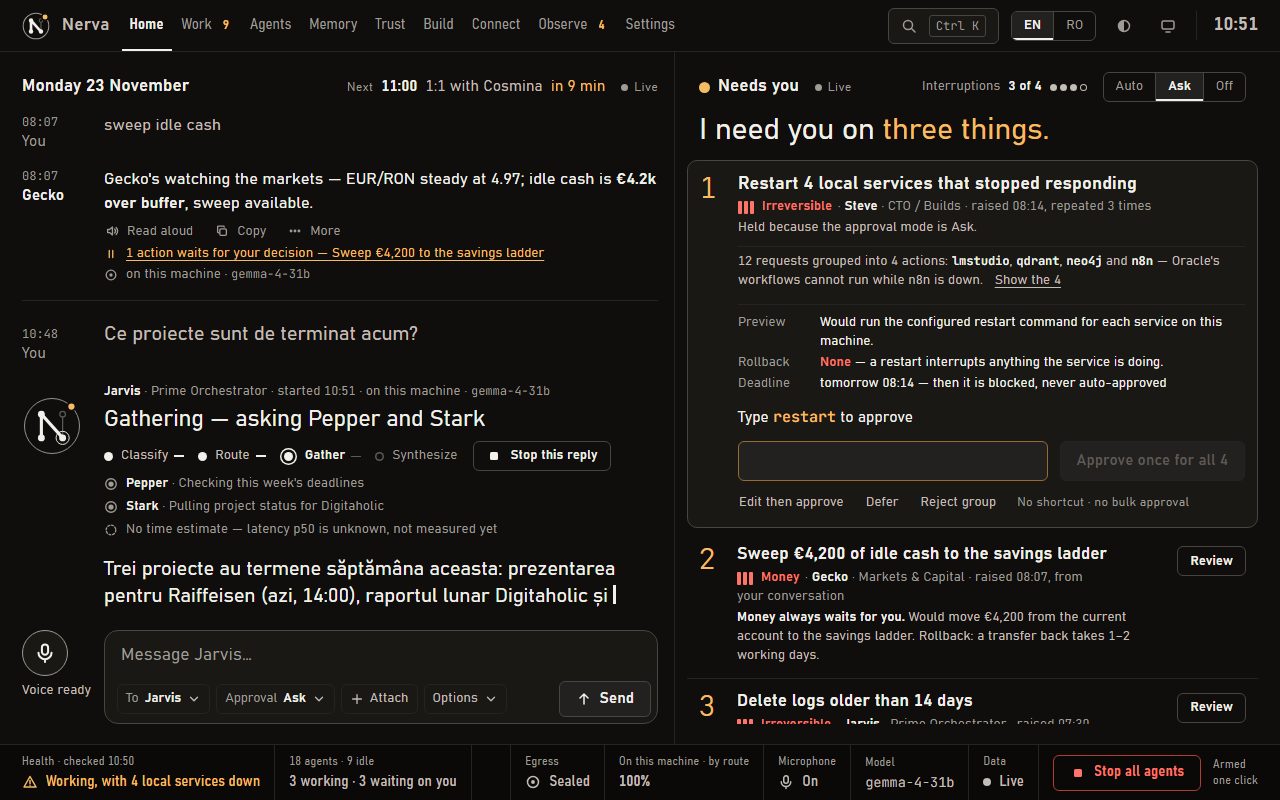 Nerva
Home
Work 9
Agents
Memory
Trust
Build
Connect
Observe 4
Settings
Ctrl K
EN
RO
10:51
Monday 23 November
Next 11:00 1:1 with Cosmina in 9 min
Live
08:07
You
sweep idle cash
08:07
Gecko
Gecko's watching the markets — EUR/RON steady at 4.97; idle cash is €4.2k
over buffer, sweep available.
Read aloud
Copy
More
1 action waits for your decision — Sweep €4,200 to the savings ladder
on this machine · gemma-4-31b
10:48
You
Ce proiecte sunt de terminat acum?
Jarvis · Prime Orchestrator · started 10:51 · on this machine · gemma-4-31b
Gathering — asking Pepper and Stark
Classify
Route
Gather
Synthesize
Stop this reply
Pepper · Checking this week's deadlines
Stark · Pulling project status for Digitaholic
No time estimate — latency p50 is unknown, not measured yet
Trei proiecte au termene săptămâna aceasta: prezentarea
pentru Raiffeisen (azi, 14:00), raportul lunar Digitaholic și
Voice ready
Message Jarvis…
To Jarvis
Approval Ask
Attach
Options
Send
Needs you
Live
Interruptions 3 of 4
Auto
Ask
Off
I need you on three things.
1
Restart 4 local services that stopped responding
Irreversible · Steve · CTO / Builds · raised 08:14, repeated 3 times
Held because the approval mode is Ask.
12 requests grouped into 4 actions: lmstudio, qdrant, neo4j and n8n — Oracle's
workflows cannot run while n8n is down. Show the 4
Preview
Would run the configured restart command for each service on this
machine.
Rollback
None — a restart interrupts anything the service is doing.
Deadline
tomorrow 08:14 — then it is blocked, never auto-approved
Type restart to approve
Approve once for all 4
Edit then approve
Defer
Reject group
No shortcut · no bulk approval
2
Sweep €4,200 of idle cash to the savings ladder
Review
Money · Gecko · Markets & Capital · raised 08:07, from
your conversation
Money always waits for you. Would move €4,200 from the current
account to the savings ladder. Rollback: a transfer back takes 1–2
working days.
3
Delete logs older than 14 days
Review
Irreversible · Jarvis · Prime Orchestrator · raised 07:30
Health · checked 10:50
Working, with 4 local services down
18 agents · 9 idle
3 working · 3 waiting on you
Egress
Sealed
On this machine · by route
100%
Microphone
On
Model
gemma-4-31b
Data
Live
Stop all agents
Armed
one click